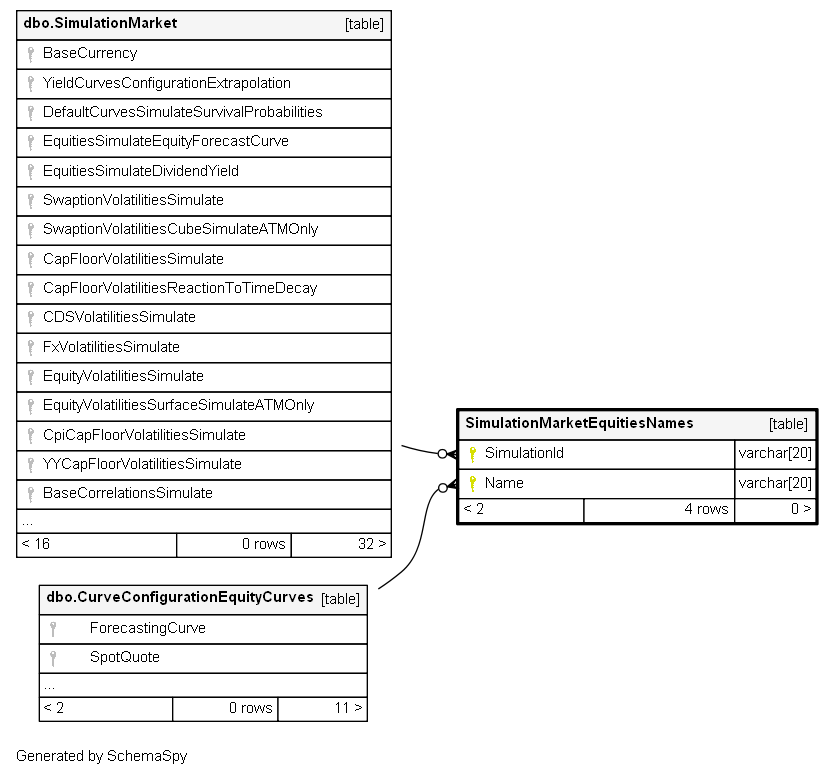 dbo.SimulationMarket [table]
BaseCurrency
YieldCurvesConfigurationExtrapolation
DefaultCurvesSimulateSurvivalProbabilities
EquitiesSimulateEquityForecastCurve
EquitiesSimulateDividendYield
SwaptionVolatilitiesSimulate
SwaptionVolatilitiesCubeSimulateATMOnly
CapFloorVolatilitiesSimulate
CapFloorVolatilitiesReactionToTimeDecay
CDSVolatilitiesSimulate
FxVolatilitiesSimulate
EquityVolatilitiesSimulate
EquityVolatilitiesSurfaceSimulateATMOnly
CpiCapFloorVolatilitiesSimulate
YYCapFloorVolatilitiesSimulate
BaseCorrelationsSimulate
...
< 16 0 rows 32 >
SimulationMarketEquitiesNames [table]
SimulationId varchar[20]
Name varchar[20]
< 2 4 rows 0 >
dbo.CurveConfigurationEquityCurves [table]
ForecastingCurve
SpotQuote
...
< 2 0 rows 11 >
Generated by SchemaSpy